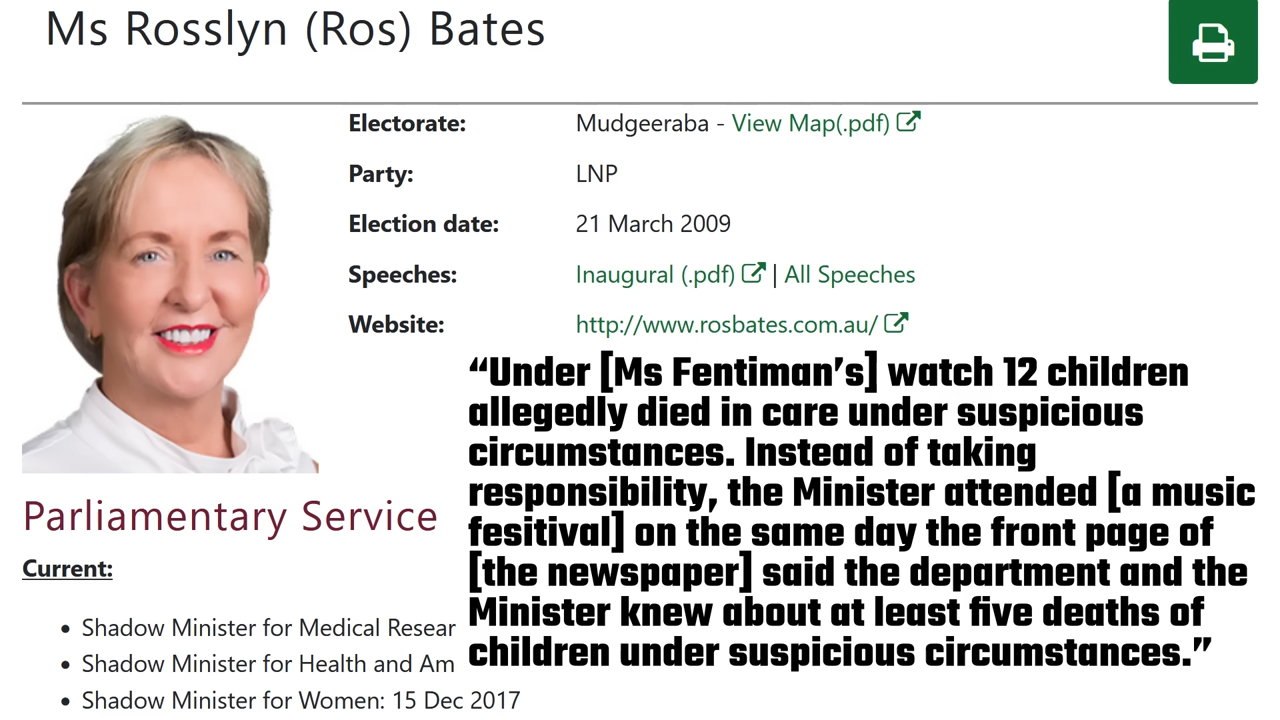 Ms Rosslyn (Ros) Bates
Electorate: Mudgeeraba - View Map(.pdf)
Party: LNP
Election date: 21 March 2009
Speeches: Inaugural (.pdf) | All Speeches
Website: http://www.rosbates.com.au/
“Under [Ms Fentiman’s] watch 12 children
allegedly died in care under suspicious
circumstances. Instead of taking
responsibility, the Minister attended [a music
fesitival] on the same day the front page of
[the newspaper] said the department and the
Minister knew about at least five deaths of
children under suspicious circumstances.”
Parliamentary Service
Current:
Shadow Minister for Medical Resear
Shadow Minister for Health and Am
Shadow Minister for Women: 15 Dec 2017